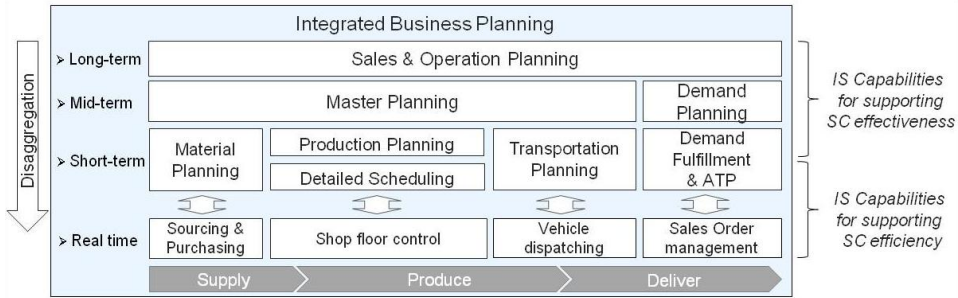 Integrated Business Planning
Disaggregation
➢ Long-term
Sales & Operation Planning
➢ Mid-term
Master Planning
Demand
Planning
➢ Short-term
Material
Planning
Production Planning
Detailed Scheduling
Transportation
Planning
Demand
Fulfillment
& ATP
➢ Real time
Sourcing &
Purchasing
Shop floor control
Vehicle
dispatching
Sales Order
management
Supply
Produce
Deliver
IS Capabilities
for supporting
SC effectiveness
IS Capabilities
for supporting
SC efficiency